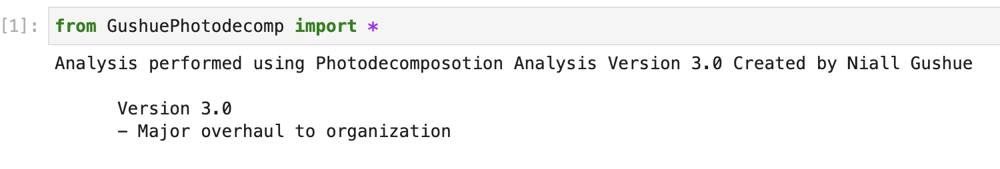 [1]: from GushuePhotodecomp import *
Analysis performed using Photodecomposotion Analysis Version 3.0 Created by Niall Gushue
Version 3.0
– Major overhaul to organization